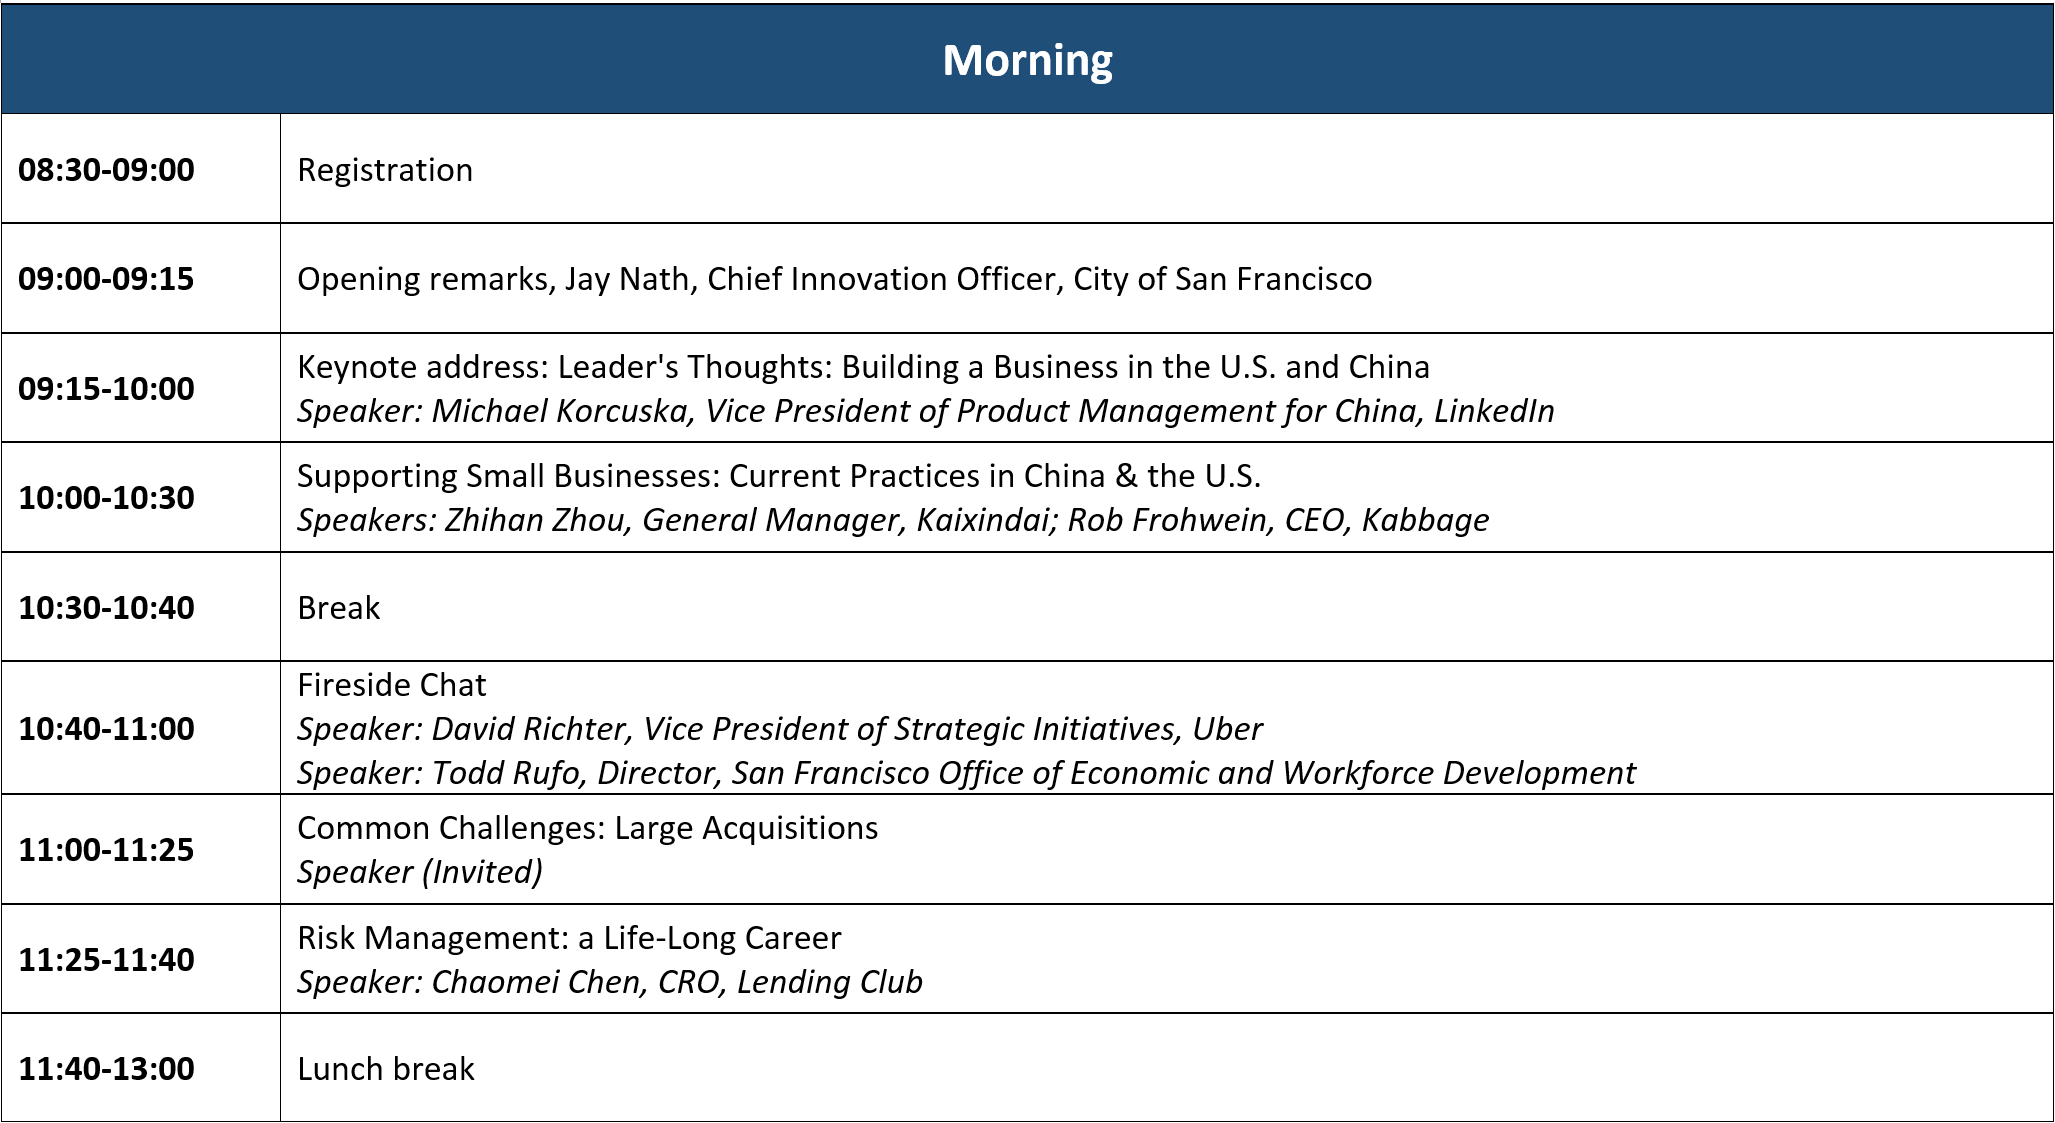 Morning
08:30-09:00
Registration
09:00-09:15
Opening remarks, Jay Nath, Chief Innovation Officer, City of San Francisco
09:15-10:00
Keynote address: Leader's Thoughts: Building a Business in the U.S. and China
Speaker: Michael Korcuska, Vice President of Product Management for China, LinkedIn
10:00-10:30
Supporting Small Businesses: Current Practices in China & the U.S.
Speakers: Zhihan Zhou, General Manager, Kaixindai; Rob Frohwein, CEO, Kabbage
10:30-10:40
Break
10:40-11:00
Fireside Chat
Speaker: David Richter, Vice President of Strategic Initiatives, Uber
Speaker: Todd Rufo, Director, San Francisco Office of Economic and Workforce Development
11:00-11:25
Common Challenges: Large Acquisitions
Speaker (Invited)
11:25-11:40
Risk Management: a Life-Long Career
Speaker: Chaomei Chen, CRO, Lending Club
11:40-13:00
Lunch break